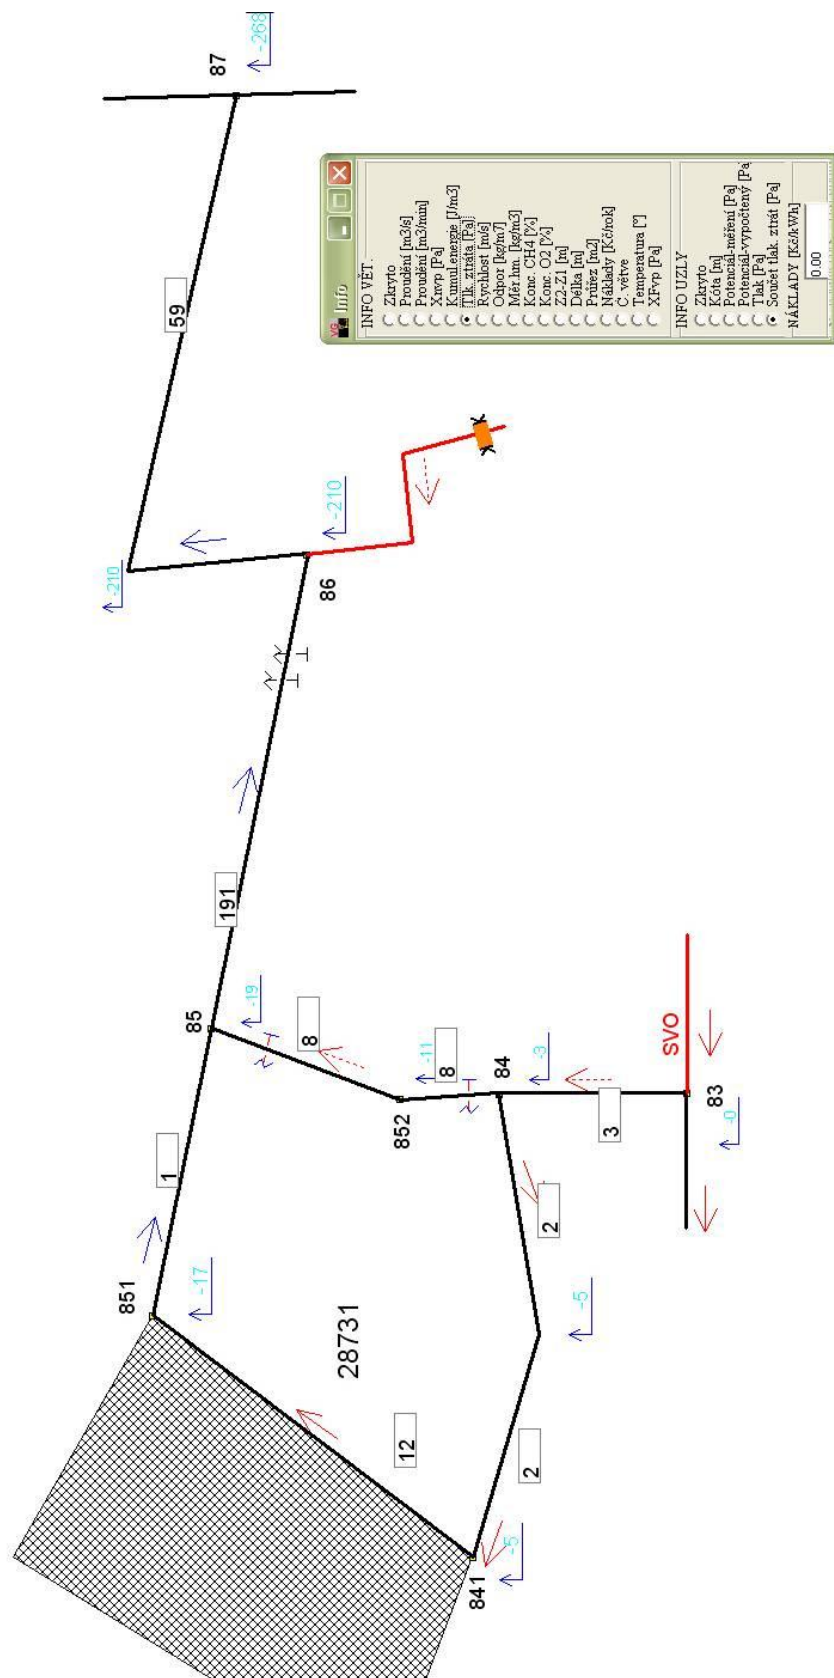 87
-268
59
-210
-210
86
191
85
-19
8
-11
8
852
84
-3
3
SVO
83
-0
1
851
-17
28731
12
2
-5
2
841
-5
Info
INFO VĚT.
Zkryto
Proudění [m3/s]
Proudění [m3/min]
Xnvp [Pa]
Kumul.energie [J/m3]
Tlk. ztráta [Pa]
Rychlost [m/s]
Odpor [kg/m7]
Měr.hm. [kg/m3]
Konc. CH4 [%]
Konc. O2 [%]
Z2-Z1 [m]
Délka [m]
Průřez [m2]
Náklady [Kč/rok]
Č. větve
Temperatura [°]
XFvp [Pa]
INFO UZLY
Zkryto
Kóta [m]
Potenciál-měření [Pa]
Potenciál-vypočtený [Pa
Tlak [Pa]
Součet tlak. ztrát [Pa]
NÁKLADY [Kč/kWh]
0.00